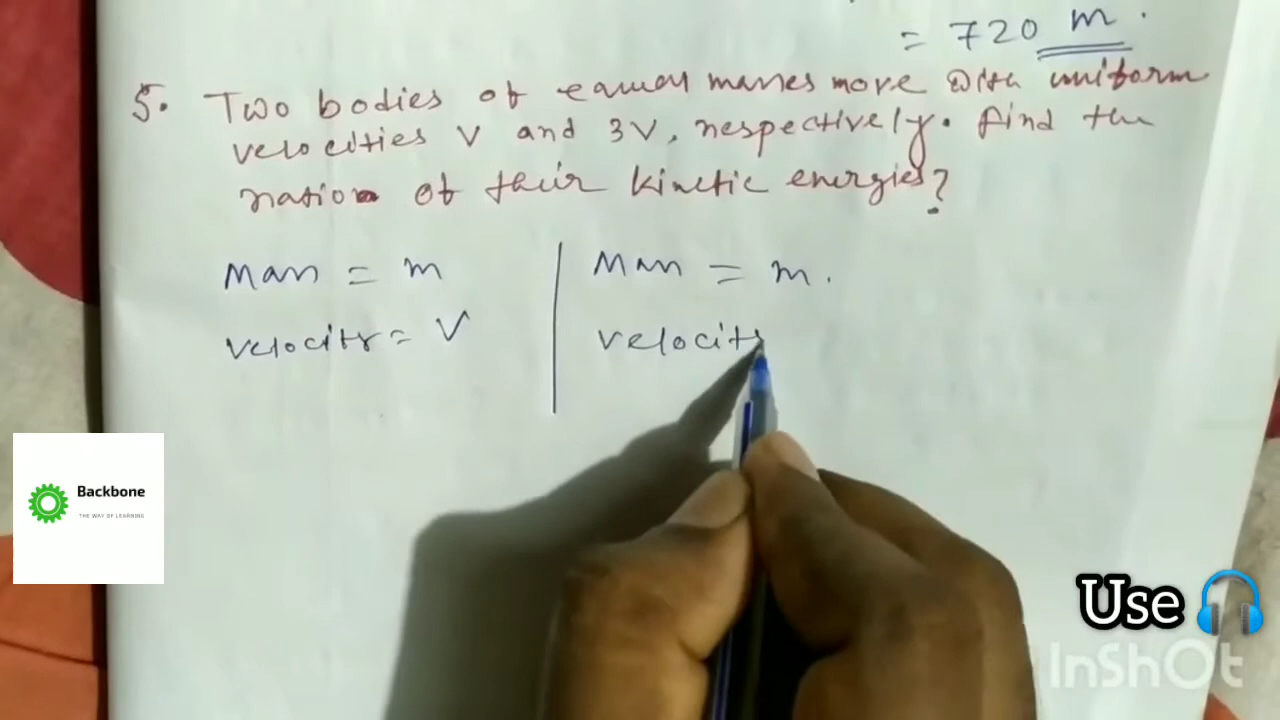 = 720 m.
5. Two bodies of equal masses move with uniform
velocities V and 3V, respectively. Find the
ratio of their kinetic energies?
Mass = m
Mass = m.
velocity = V
velocity
Backbone
THE WAY OF LEARNING
Use
InShOt